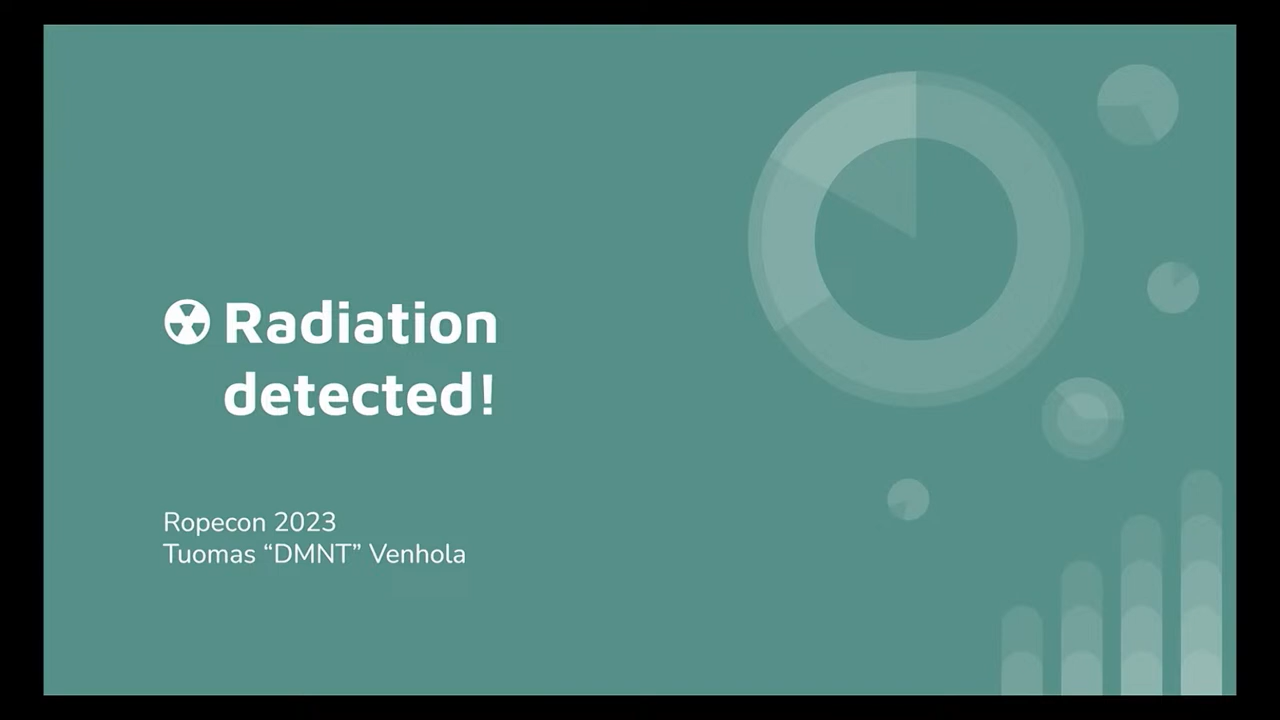 ☢ Radiation
detected!
Ropecon 2023
Tuomas “DMNT” Venhola